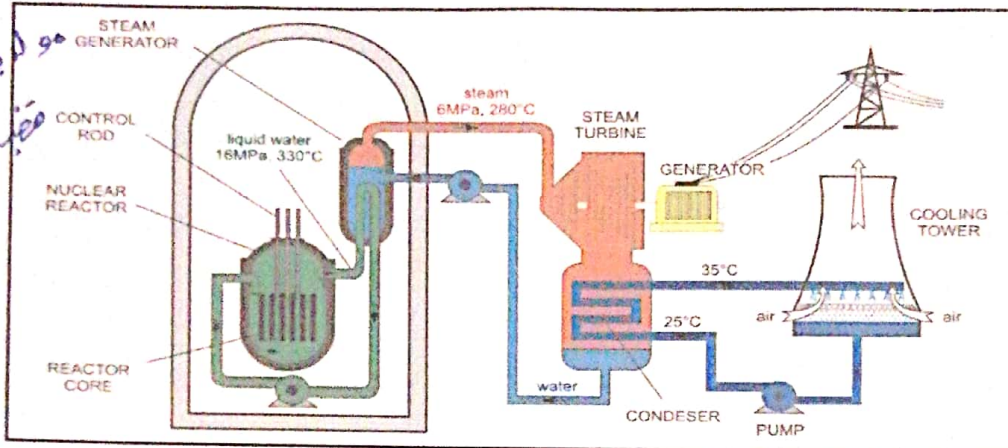 STEAM
GENERATOR
CONTROL
ROD
NUCLEAR
REACTOR
REACTOR
CORE
liquid water
16MPa, 330°C
steam
6MPa, 280°C
STEAM
TURBINE
GENERATOR
COOLING
TOWER
35°C
25°C
air
air
water
CONDESER
PUMP